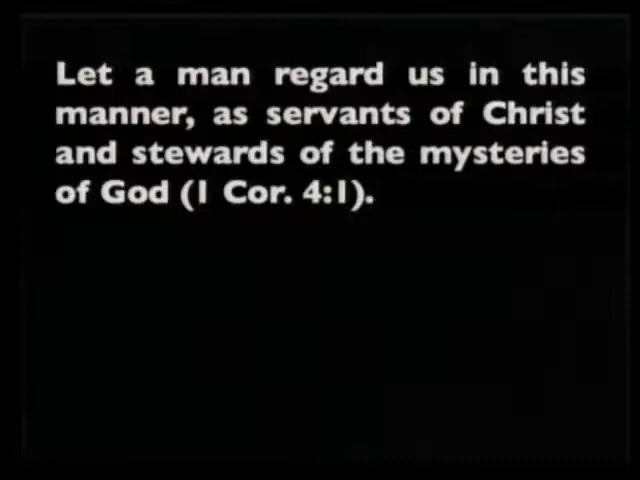 Let a man regard us in this
manner, as servants of Christ
and stewards of the mysteries
of God (1 Cor. 4:1).